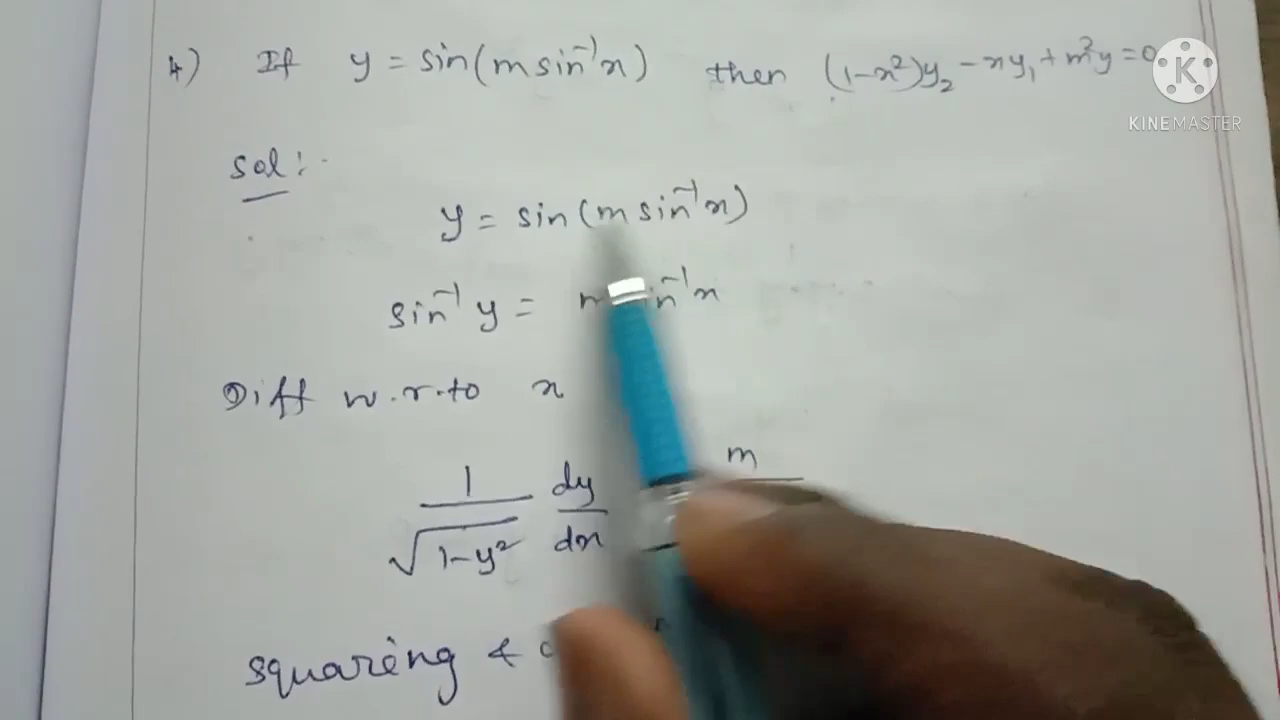 4) If y = sin(m sin⁻¹x) then (1-x²)y₂ - xy₁ + m²y = 0
K
KINEMASTER
Sol:-
y = sin(m sin⁻¹x)
sin⁻¹ y = x
Diff w.r.to x
1/√(1-y²) dy/dx m
squaring &